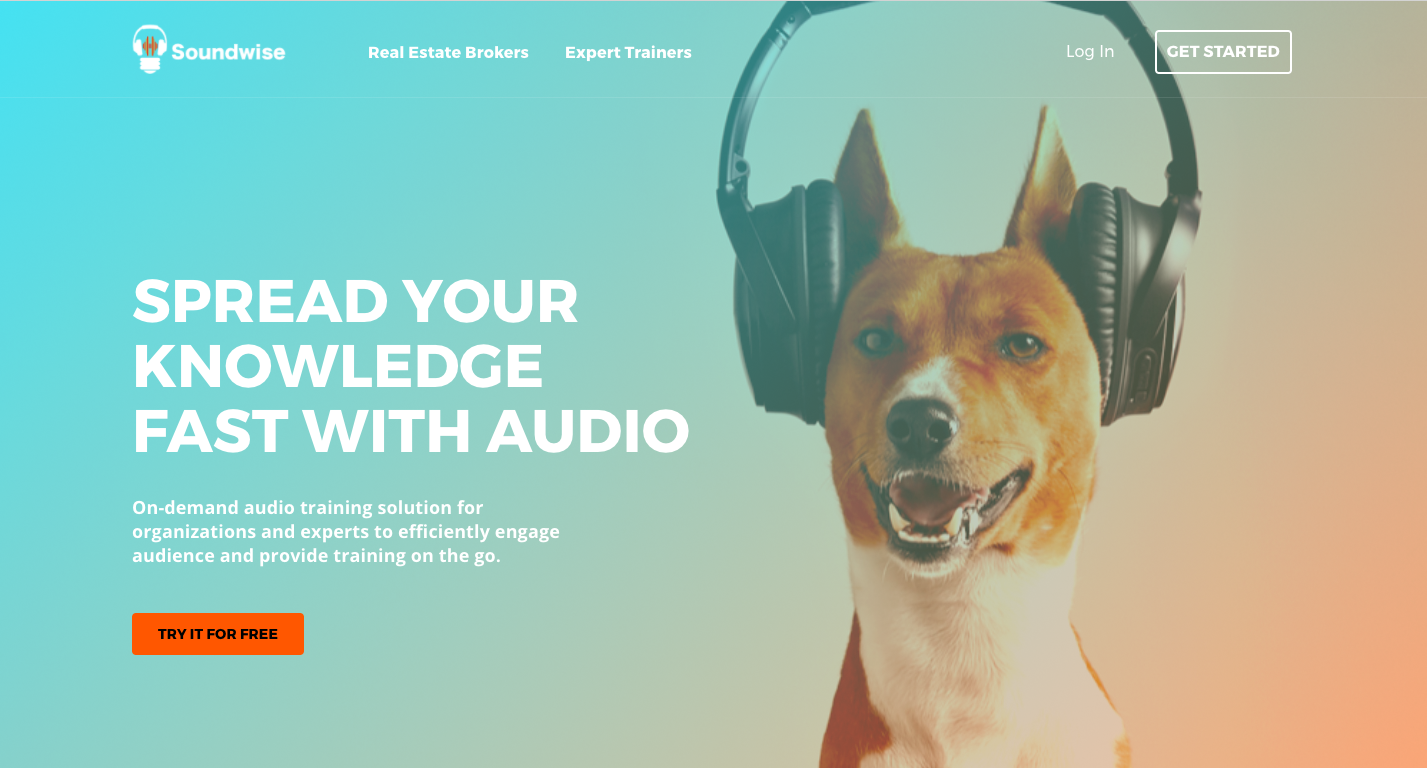 Soundwise
Real Estate Brokers
Expert Trainers
Log In
GET STARTED
SPREAD YOUR
KNOWLEDGE
FAST WITH AUDIO
On-demand audio training solution for
organizations and experts to efficiently engage
audience and provide training on the go.
TRY IT FOR FREE